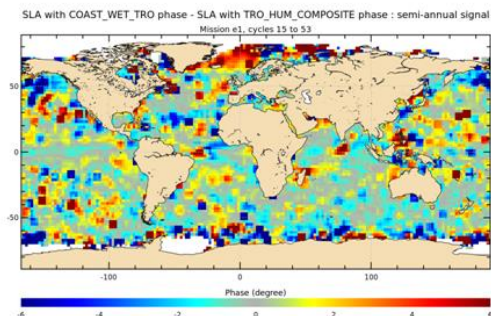 SLA with COAST_WET_TRO phase - SLA with TRO_HUM_COMPOSITE phase : semi-annual signal
Mission e1, cycles 15 to 53
50
0
-50
-100 0 100
Phase (degree)
-6 -4 -2 0 2 4 6